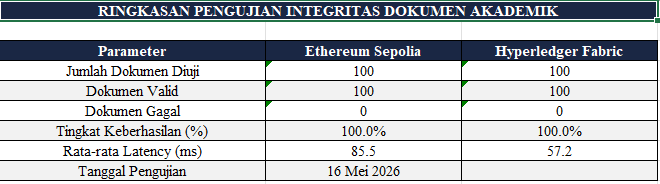 RINGKASAN PENGUJIAN INTEGRITAS DOKUMEN AKADEMIK
Parameter Ethereum Sepolia Hyperledger Fabric
Jumlah Dokumen Diuji 100 100
Dokumen Valid 100 100
Dokumen Gagal 0 0
Tingkat Keberhasilan (%) 100.0% 100.0%
Rata-rata Latency (ms) 85.5 57.2
Tanggal Pengujian 16 Mei 2026